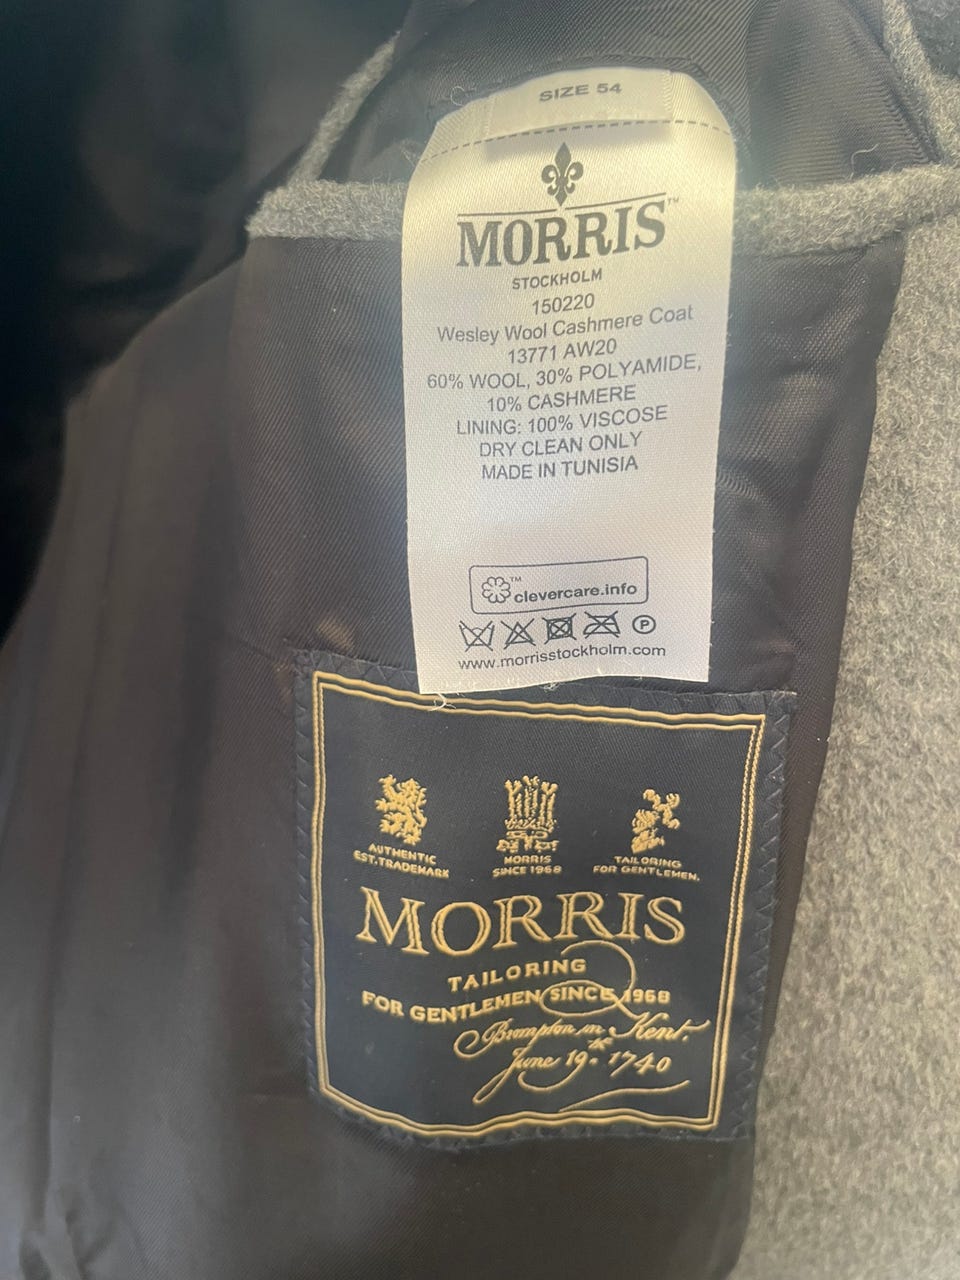 SIZE 54
MORRIS™
STOCKHOLM
150220
Wesley Wool Cashmere Coat
13771 AW20
60% WOOL, 30% POLYAMIDE,
10% CASHMERE
LINING: 100% VISCOSE
DRY CLEAN ONLY
MADE IN TUNISIA
™ clevercare.info
P
www.morrisstockholm.com
AUTHENTIC
EST.TRADEMARK
MORRIS
SINCE 1968
TAILORING
FOR GENTLEMEN.
MORRIS
TAILORING
FOR GENTLEMEN SINCE 1968
Brompton in Kent.
June 19. 1740